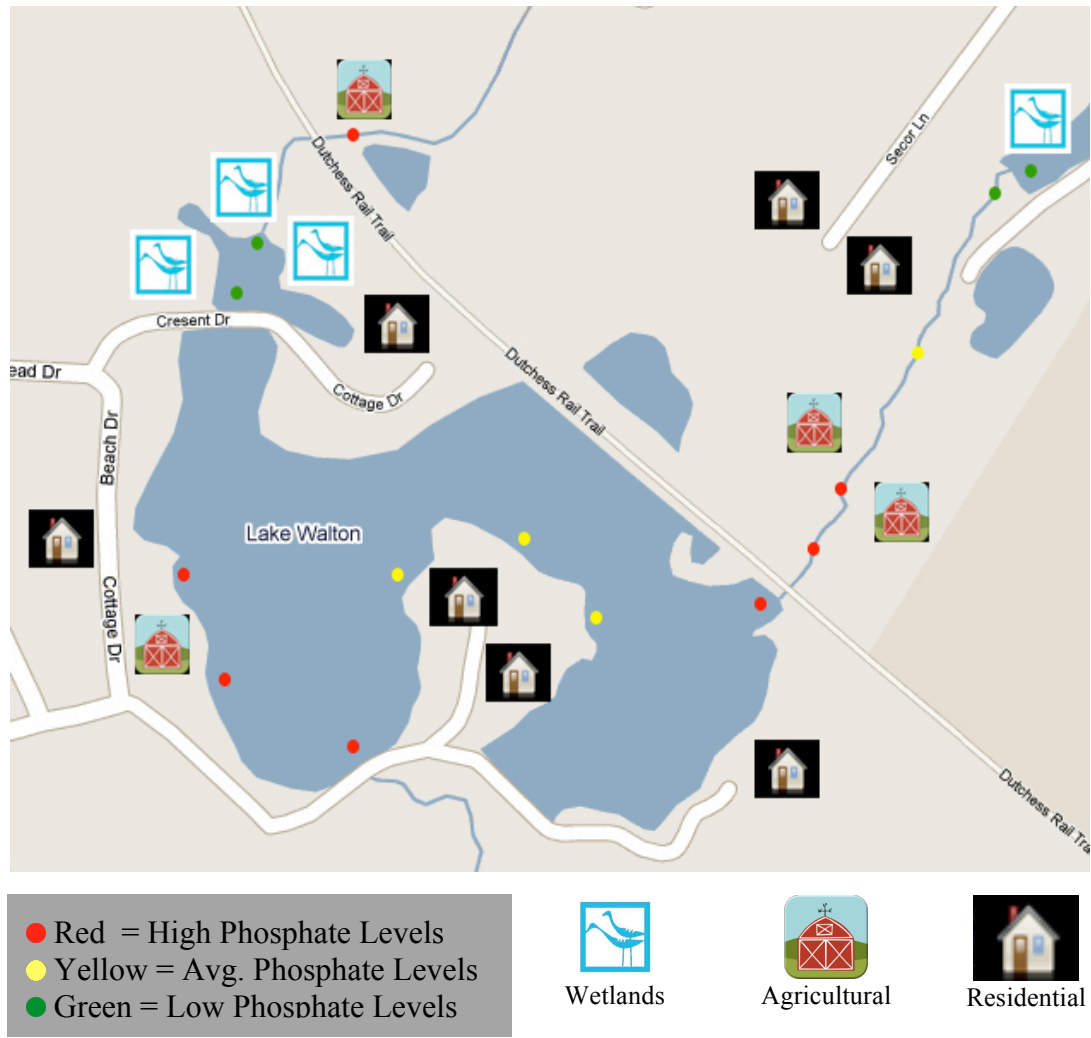 Secor Ln
Dutchess Rail Trail
Cresent Dr
ead Dr
Cottage Dr
Dutchess Rail Trail
Beach Dr
Lake Walton
Cottage Dr
Dutchess Rail Trai
Red = High Phosphate Levels
Yellow = Avg. Phosphate Levels
Green = Low Phosphate Levels
Wetlands
Agricultural
Residential